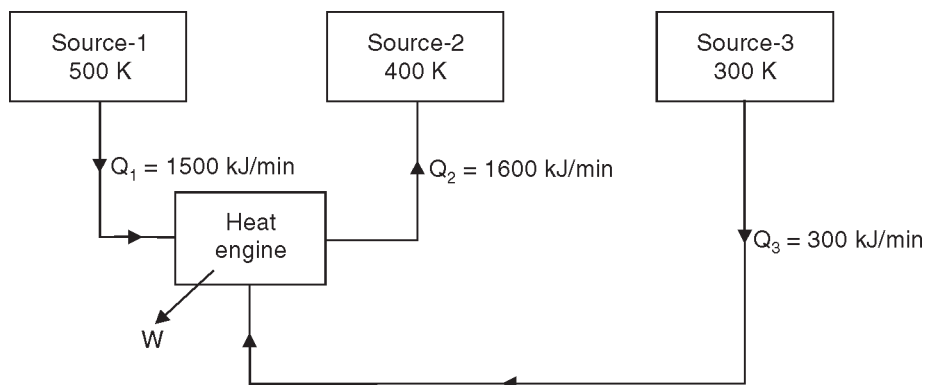 Source-1
500 K
Source-2
400 K
Source-3
300 K
Q₁ = 1500 kJ/min
Q₂ = 1600 kJ/min
Heat
engine
Q₃ = 300 kJ/min
W